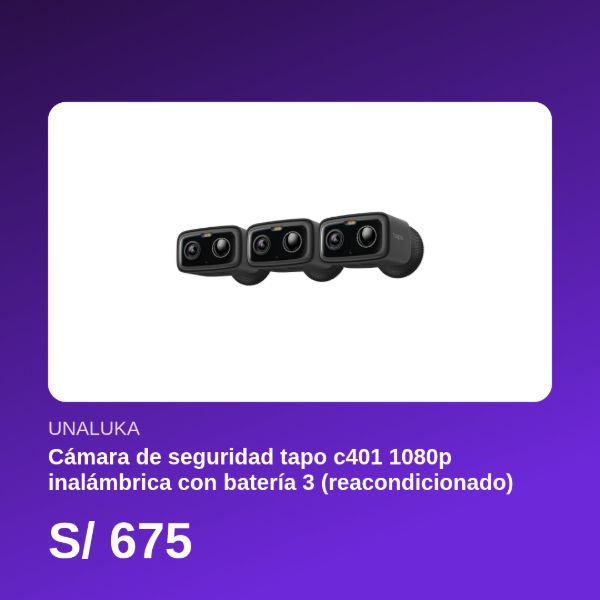 UNALUKA
Cámara de seguridad tapo c401 1080p
inalámbrica con batería 3 (reacondicionado)
S/ 675